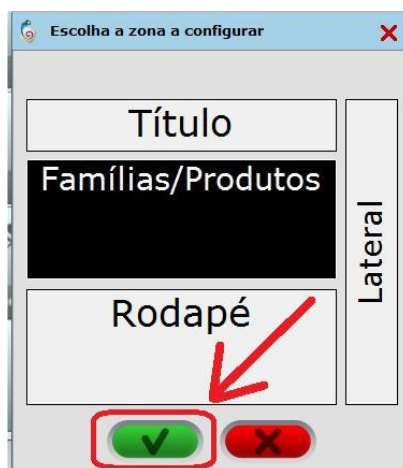 Escolha a zona a configurar
Título
Famílias/Produtos
Lateral
Rodapé